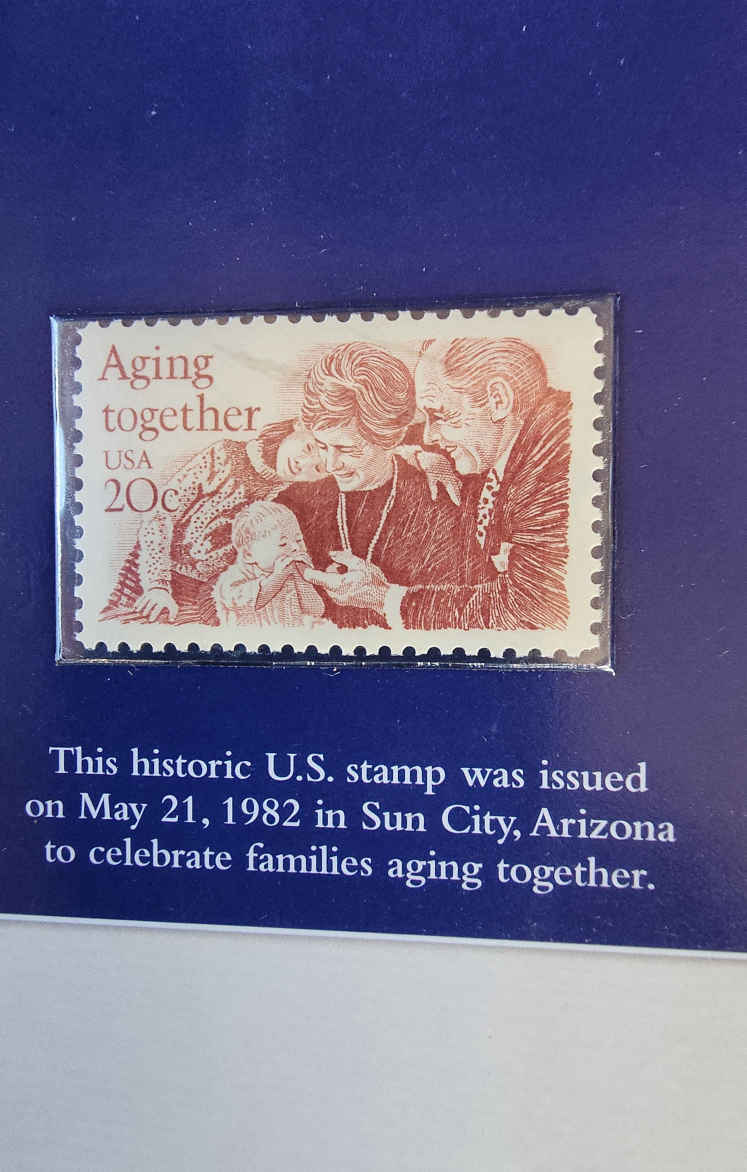 Aging
together
USA
20c
This historic U.S. stamp was issued
on May 21, 1982 in Sun City, Arizona
to celebrate families aging together.